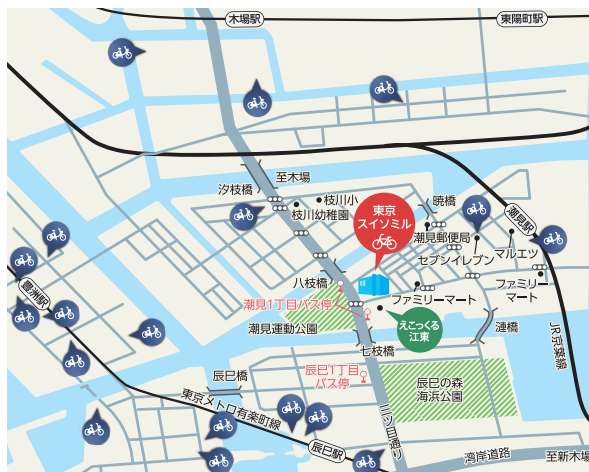 木場駅
東陽町駅
至木場
汐枝橋
枝川小
枝川幼稚園
東京
スイソミル
暁橋
潮見駅
潮見郵便局
セブンイレブン
マルエツ
八枝橋
豊洲駅
潮見1丁目バス停
ファミリーマート
ファミリー
マート
潮見運動公園
えこっくる
江東
漣橋
JR京葉線
七枝橋
辰巳橋
辰巳1丁目
バス停
辰巳の森
海浜公園
東京メトロ有楽町線
三ツ目通り
辰巳駅
湾岸道路
至新木場